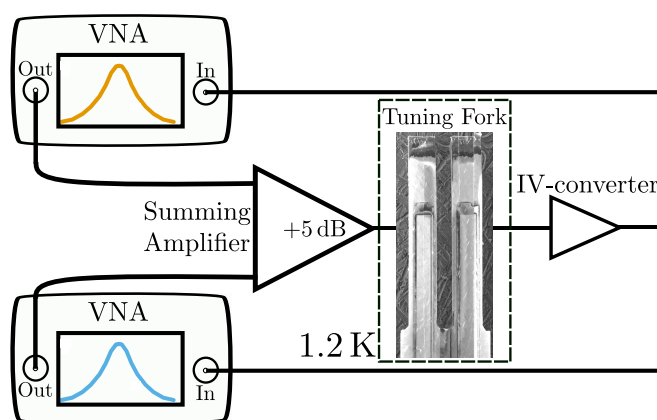 VNA
Out
In
Tuning Fork
IV-converter
Summing
Amplifier
+5 dB
VNA
1.2 K
Out
In